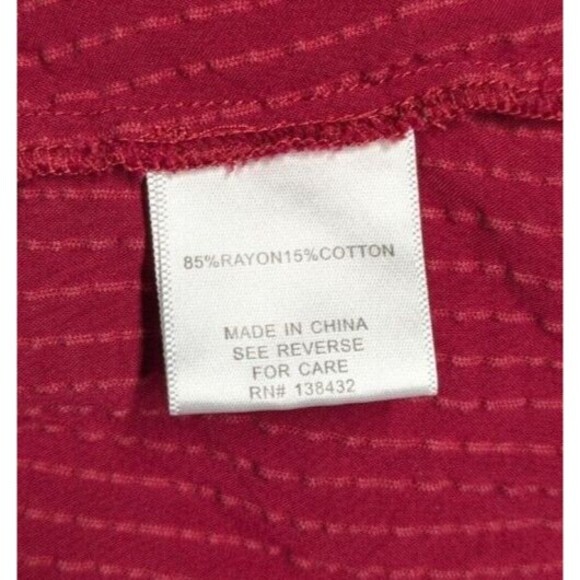 85%RAYON15%COTTON
MADE IN CHINA
SEE REVERSE
FOR CARE
RN# 138432